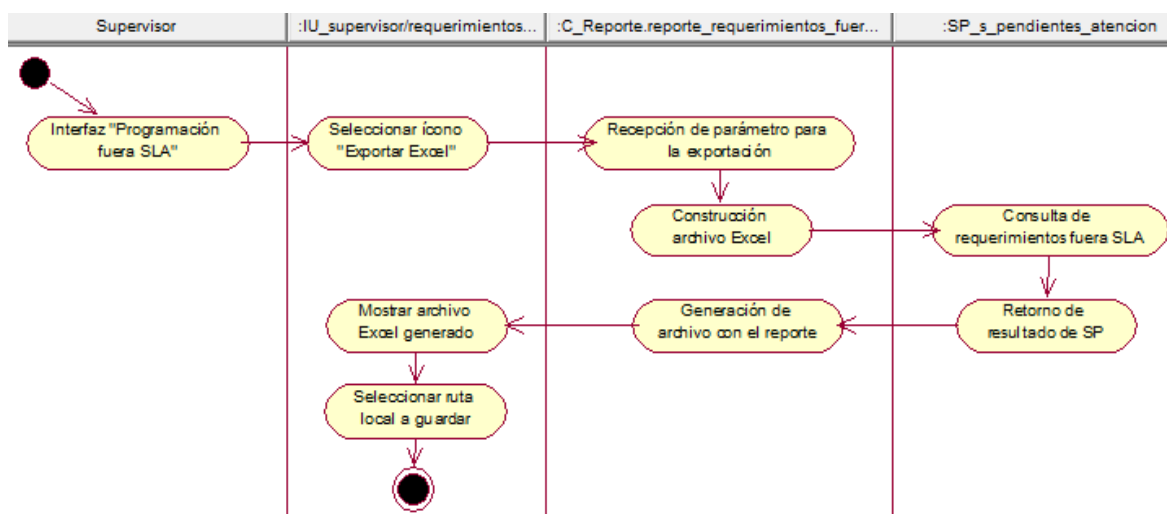 Supervisor
:IU_supervisor/requerimientos...
:C_Reporte.reporte_requerimientos_fuer...
:SP_s_pendientes_atencion
Interfaz "Programación
fuera SLA"
Seleccionar ícono
"Exportar Excel"
Recepción de parámetro para
la exportación
Construcción
archivo Excel
Consulta de
requerimientos fuera SLA
Mostrar archivo
Excel generado
Generación de
archivo con el reporte
Retorno de
resultado de SP
Seleccionar ruta
local a guardar